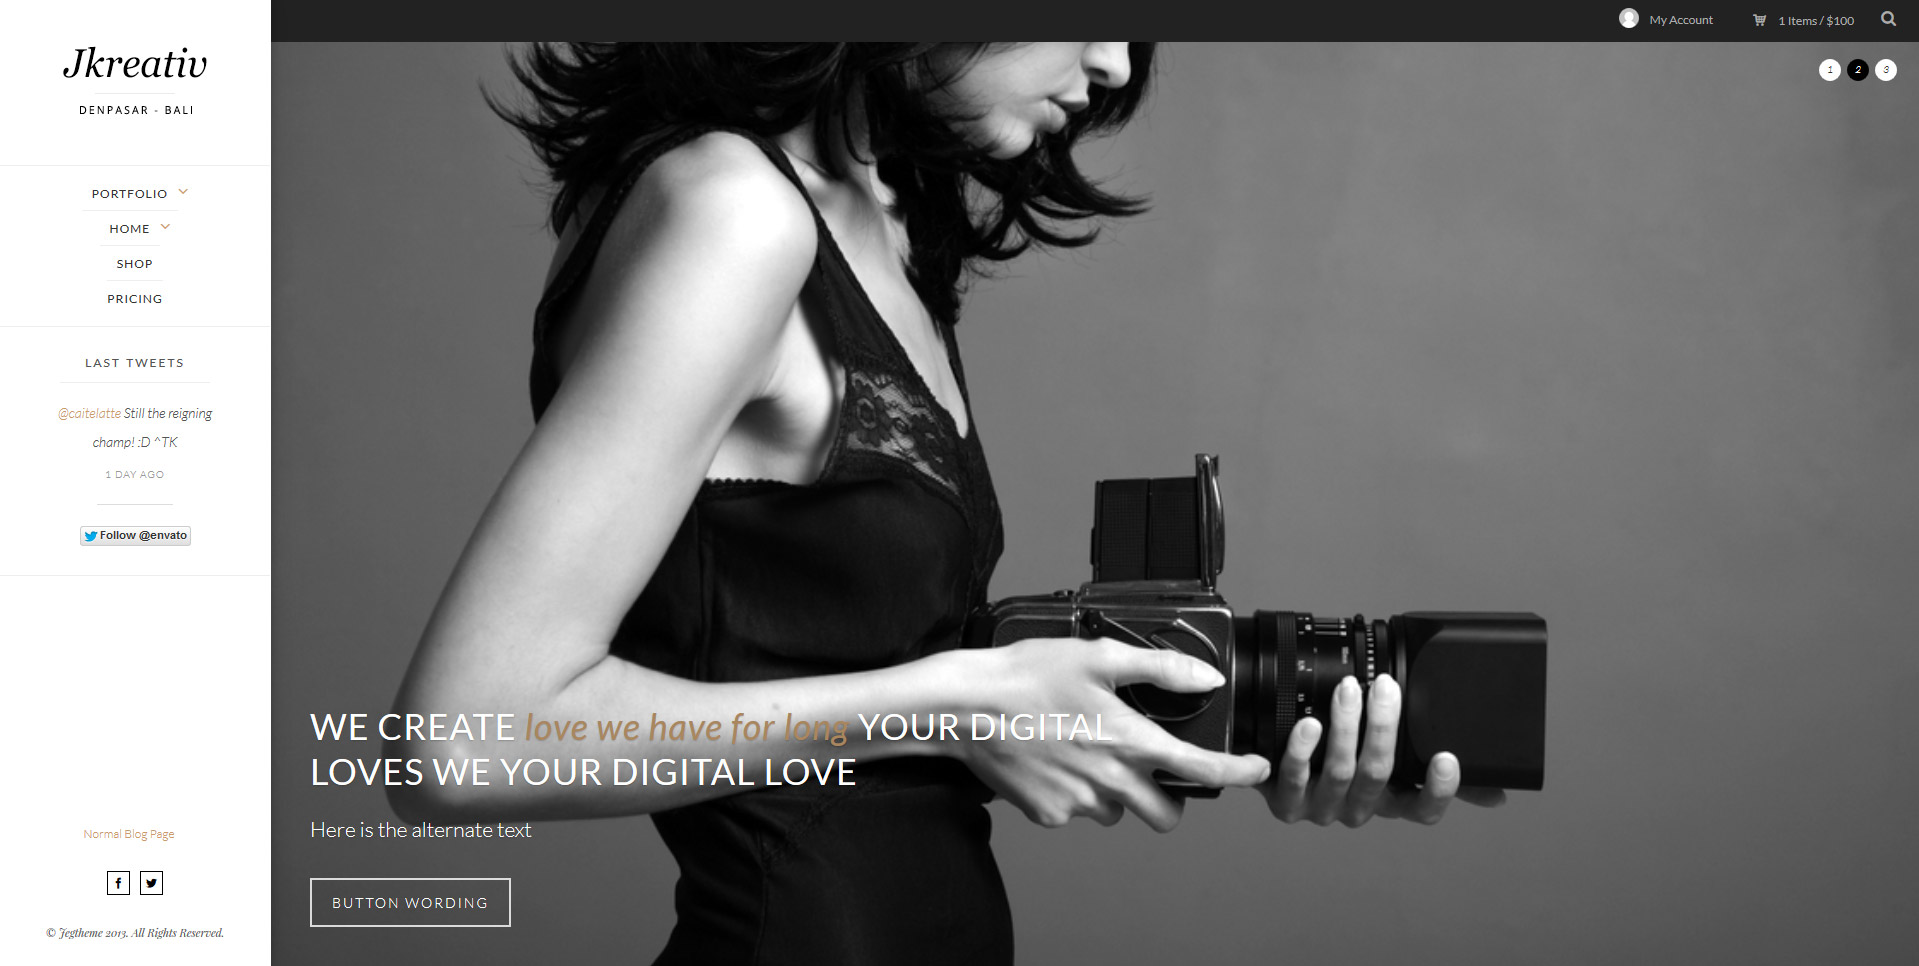 Jkreativ
DENPASAR - BALI
PORTFOLIO
HOME
SHOP
PRICING
LAST TWEETS
@caitelatte Still the reigning
champ! :D ^TK
1 DAY AGO
Follow @envato
Normal Blog Page
© Jegtheme 2013. All Rights Reserved.
My Account
1 Items / $100
1 2 3
WE CREATE love we have for long YOUR DIGITAL
LOVES WE YOUR DIGITAL LOVE
Here is the alternate text
BUTTON WORDING